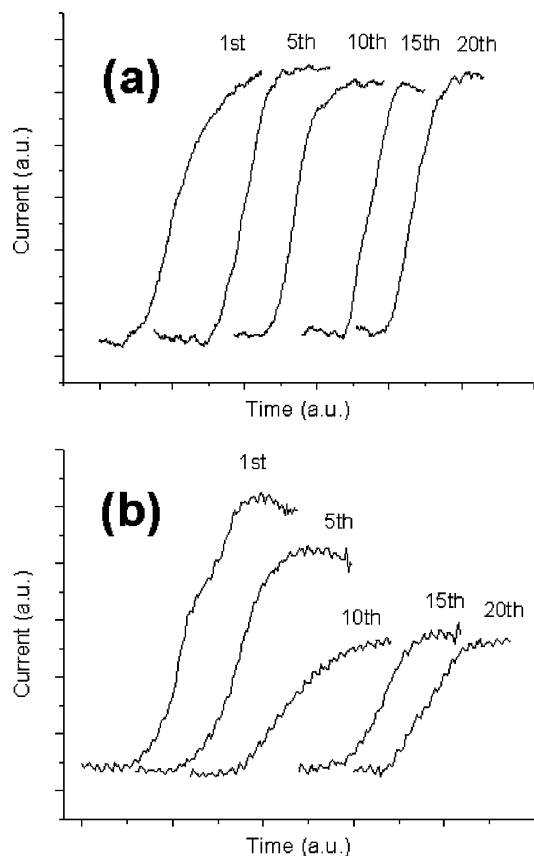 (a)
1st 5th 10th 15th 20th
Current (a.u.)
Time (a.u.)
(b)
1st
5th
10th
15th 20th
Current (a.u.)
Time (a.u.)